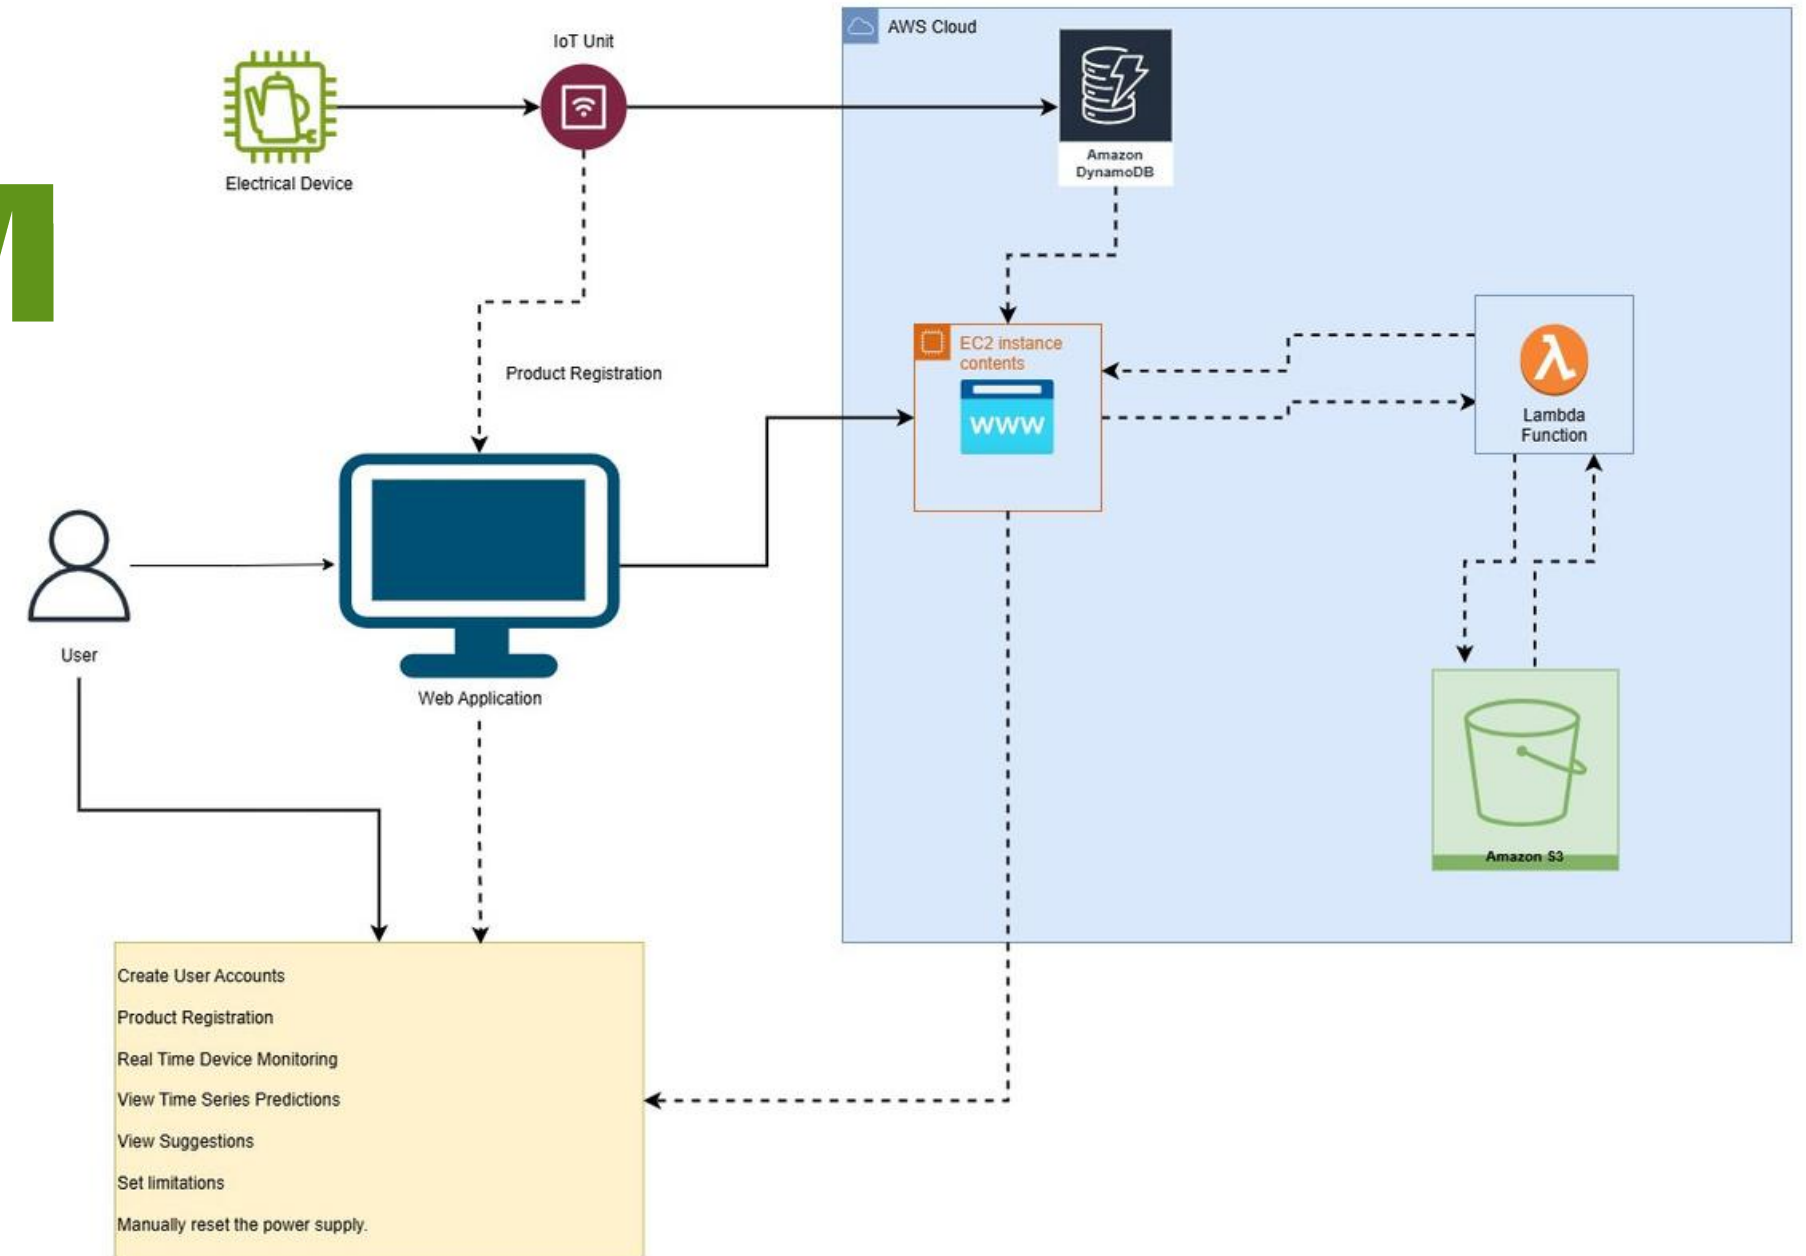 M
IoT Unit
AWS Cloud
Electrical Device
Amazon
DynamoDB
Product Registration
EC2 instance
contents
WWW
λ
Lambda
Function
User
Web Application
Amazon S3
Create User Accounts
Product Registration
Real Time Device Monitoring
View Time Series Predictions
View Suggestions
Set limitations
Manually reset the power supply.